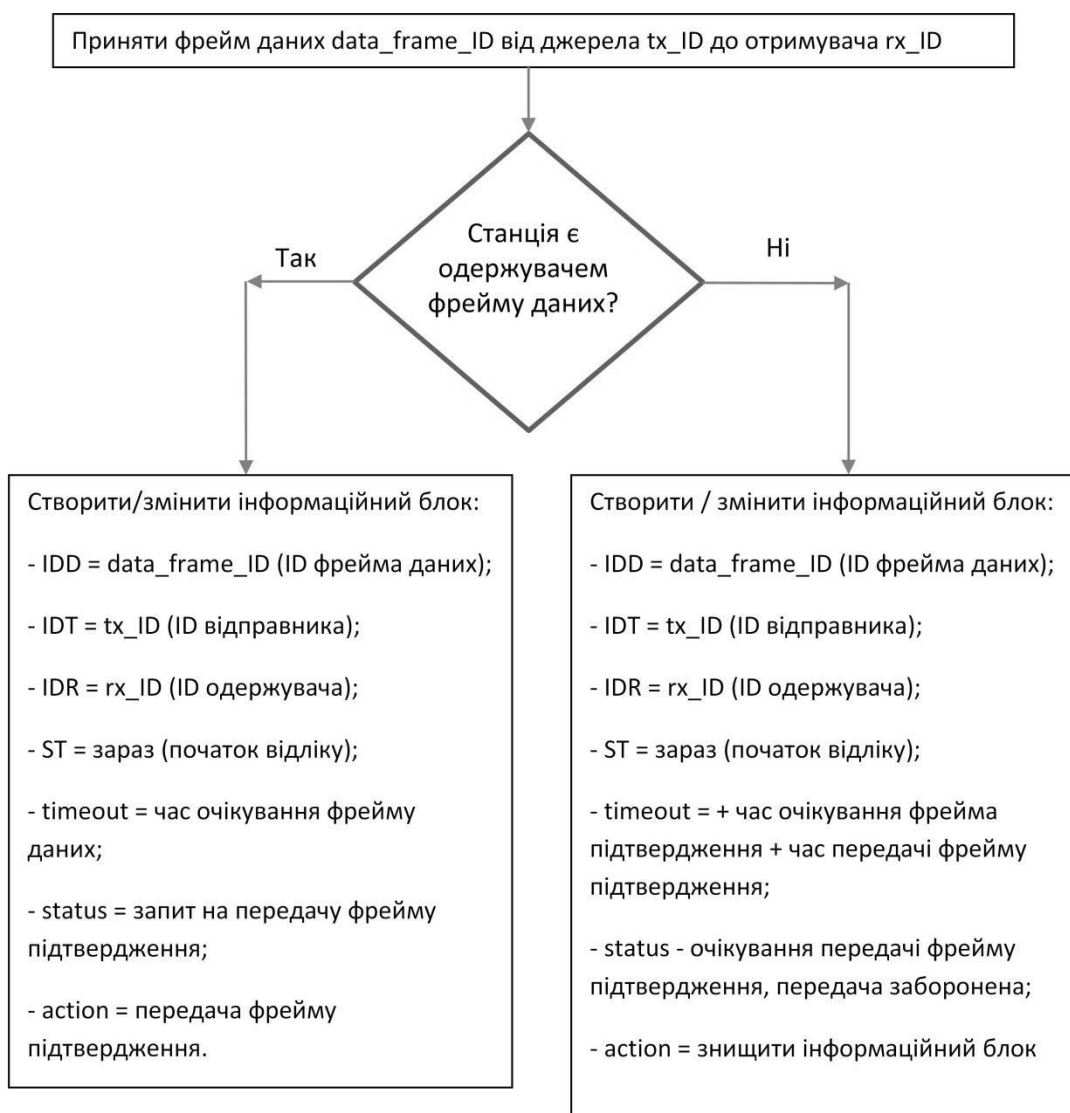 Приняти фрейм даних data_frame_ID від джерела tx_ID до отримувача rx_ID
Станція є
одержувачем
фрейму даних?
Так
Ні
Створити/змінити інформаційний блок:
- IDD = data_frame_ID (ID фрейма даних);
- IDT = tx_ID (ID відправника);
- IDR = rx_ID (ID одержувача);
- ST = зараз (початок відліку);
- timeout = час очікування фрейму
даних;
- status = запит на передачу фрейму
підтвердження;
- action = передача фрейму
підтвердження.
Створити / змінити інформаційний блок:
- IDD = data_frame_ID (ID фрейма даних);
- IDT = tx_ID (ID відправника);
- IDR = rx_ID (ID одержувача);
- ST = зараз (початок відліку);
- timeout = + час очікування фрейма
підтвердження + час передачі фрейму
підтвердження;
- status - очікування передачі фрейму
підтвердження, передача заборонена;
- action = знищити інформаційний блок